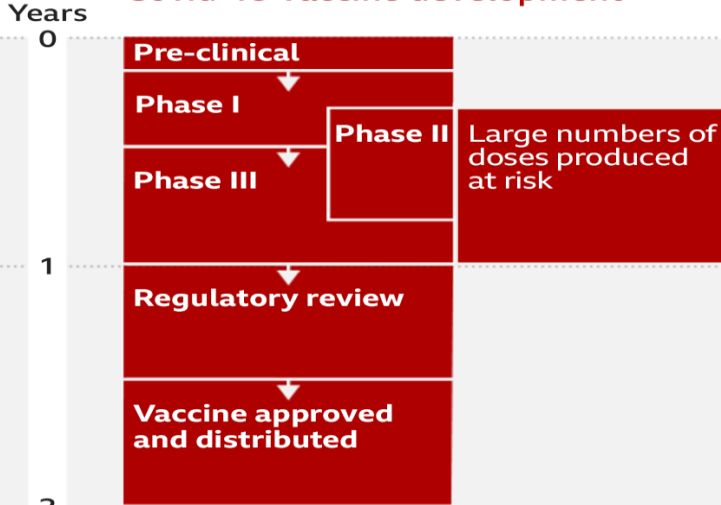 Years
0
Pre-clinical
Phase I
Phase II
Large numbers of
doses produced
at risk
Phase III
1
Regulatory review
Vaccine approved
and distributed